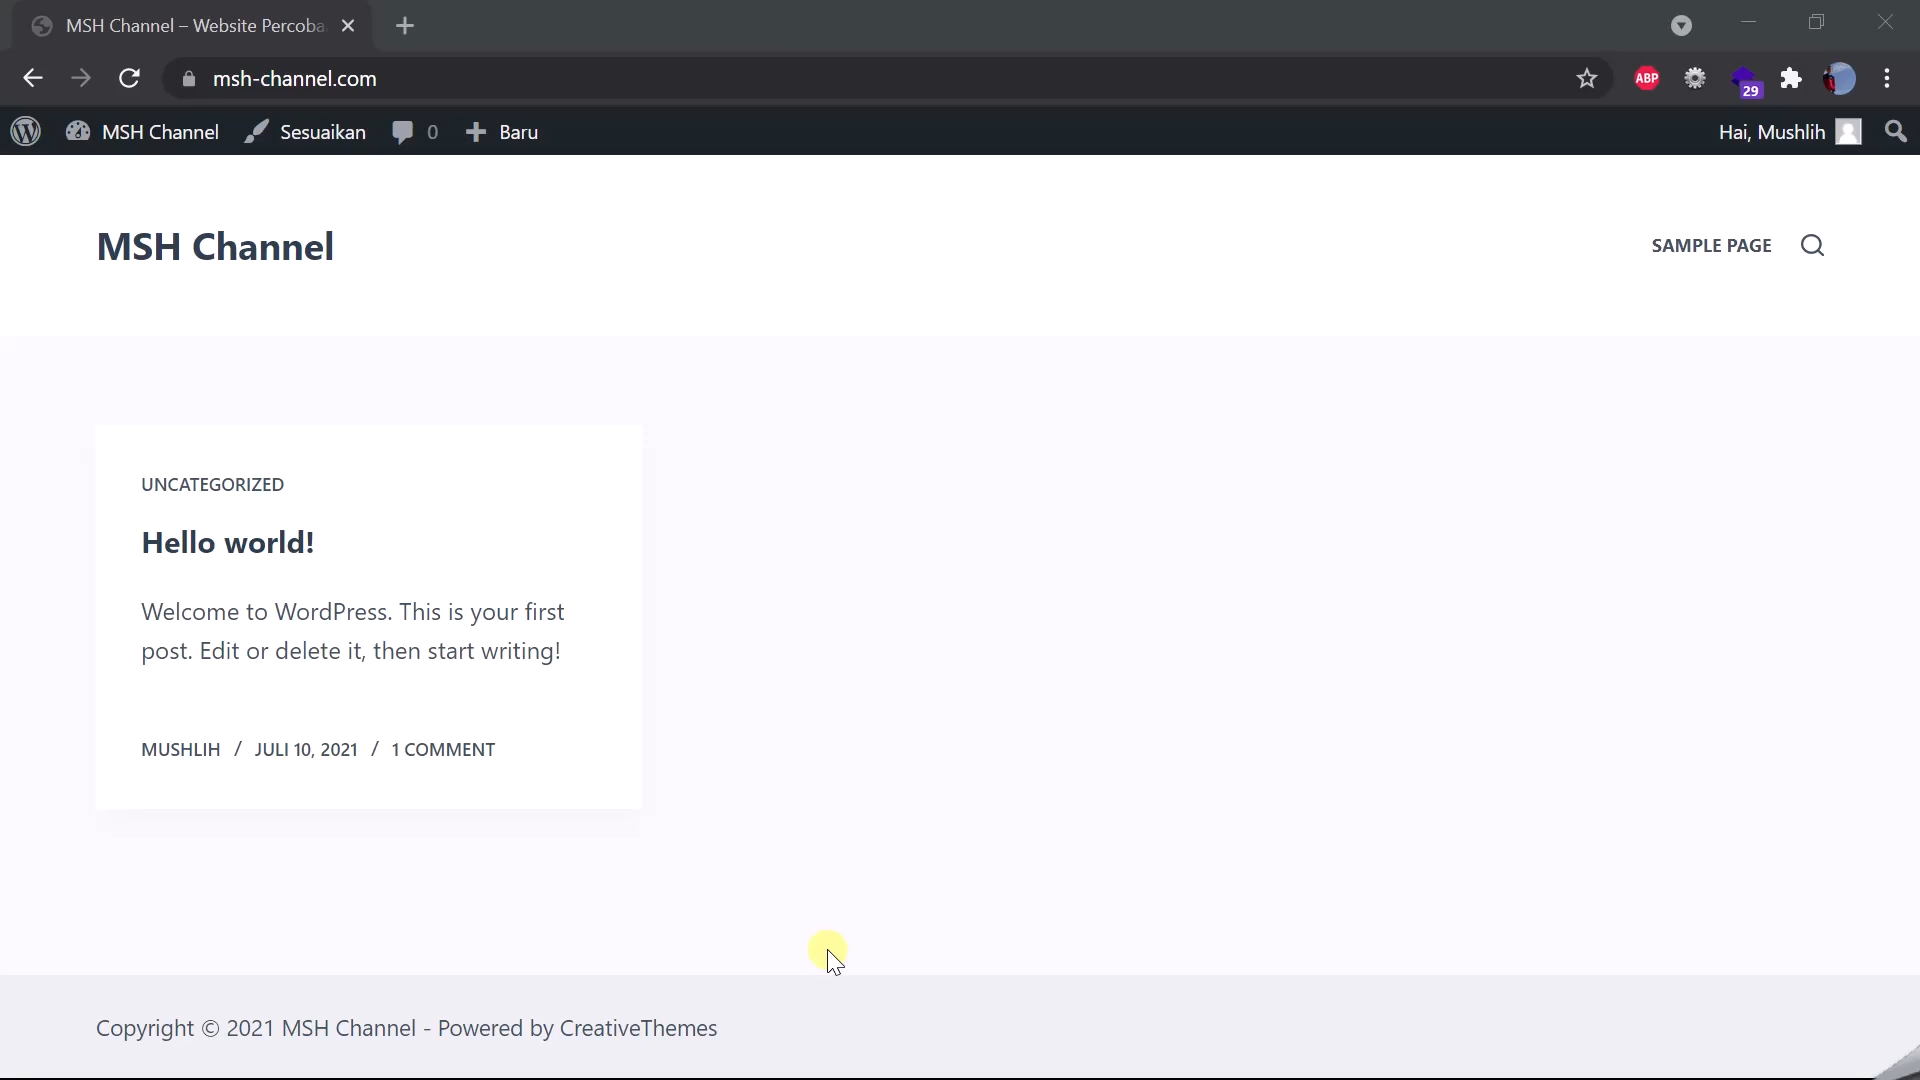 MSH Channel – Website Percoba
msh-channel.com
ABP
29
MSH Channel
Sesuaikan
0
Baru
Hai, Mushlih
MSH Channel
SAMPLE PAGE
UNCATEGORIZED
Hello world!
Welcome to WordPress. This is your first
post. Edit or delete it, then start writing!
MUSHLIH / JULI 10, 2021 / 1 COMMENT
Copyright © 2021 MSH Channel - Powered by CreativeThemes